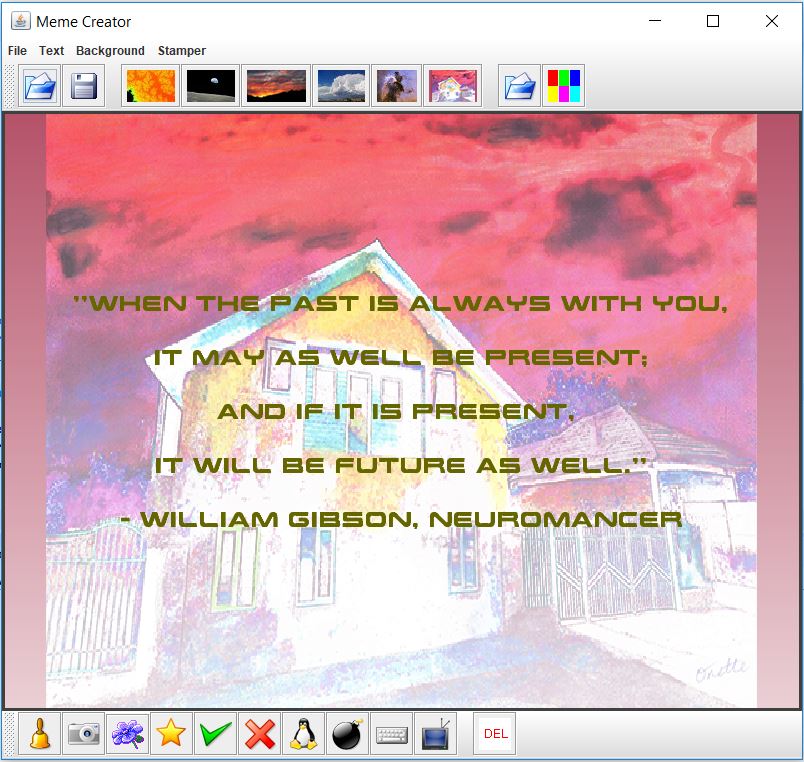 Meme Creator
File Text Background Stamper
"WHEN THE PAST IS ALWAYS WITH YOU,
IT MAY AS WELL BE PRESENT;
AND IF IT IS PRESENT,
IT WILL BE FUTURE AS WELL."
- WILLIAM GIBSON, NEUROMANCER
Onette
DEL